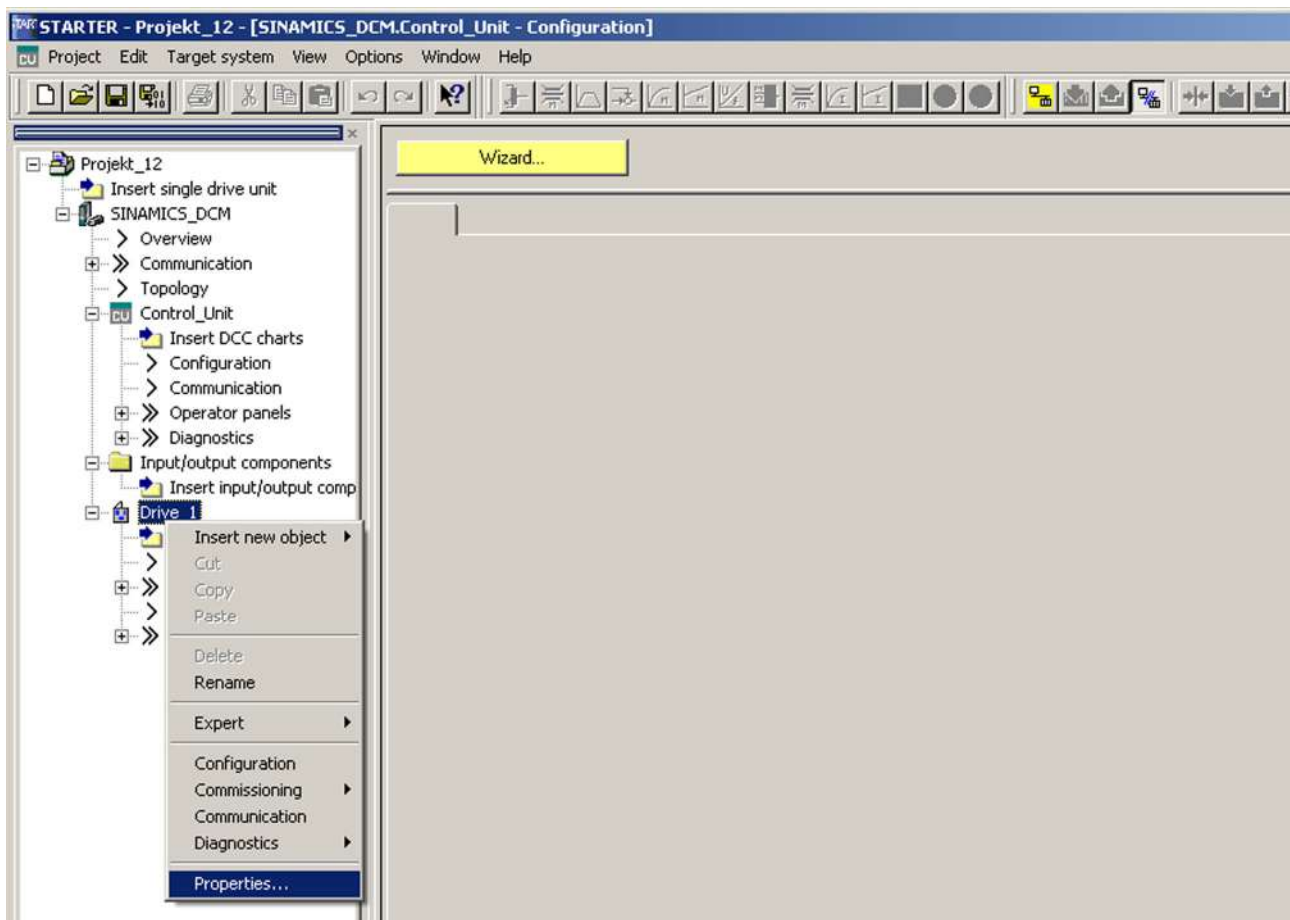 STARTER - Projekt_12 - [SINAMICS_DCM.Control_Unit - Configuration]
Project Edit Target system View Options Window Help
Wizard...
Projekt_12
Insert single drive unit
SINAMICS_DCM
Overview
Communication
Topology
Control_Unit
Insert DCC charts
Configuration
Communication
Operator panels
Diagnostics
Input/output components
Insert input/output comp
Drive_1
Insert new object
Cut
Copy
Paste
Delete
Rename
Expert
Configuration
Commissioning
Communication
Diagnostics
Properties...